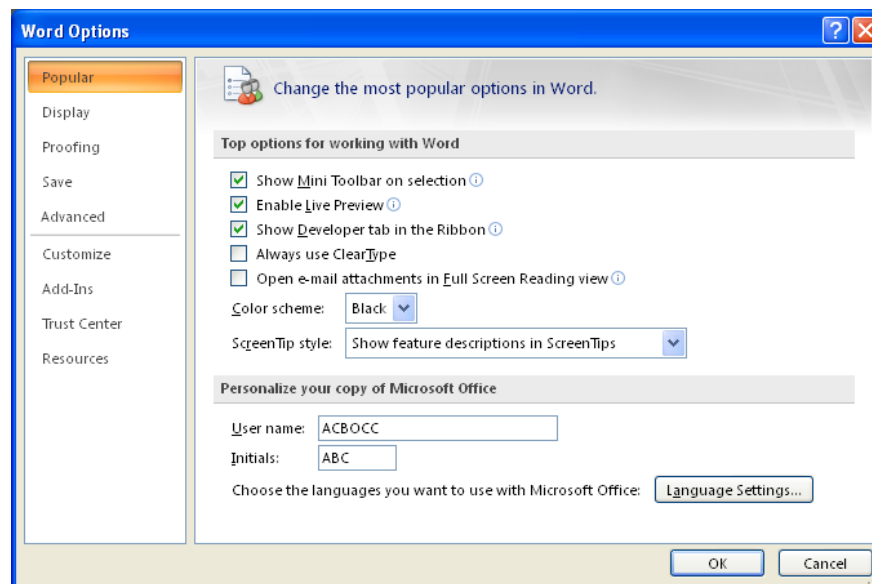 Word Options
?
Popular
Display
Proofing
Save
Advanced
Customize
Add-Ins
Trust Center
Resources
Change the most popular options in Word.
Top options for working with Word
Show Mini Toolbar on selection
Enable Live Preview
Show Developer tab in the Ribbon
Always use ClearType
Open e-mail attachments in Full Screen Reading view
Color scheme: Black
ScreenTip style: Show feature descriptions in ScreenTips
Personalize your copy of Microsoft Office
User name: ACBOCC
Initials: ABC
Choose the languages you want to use with Microsoft Office: Language Settings...
OK Cancel